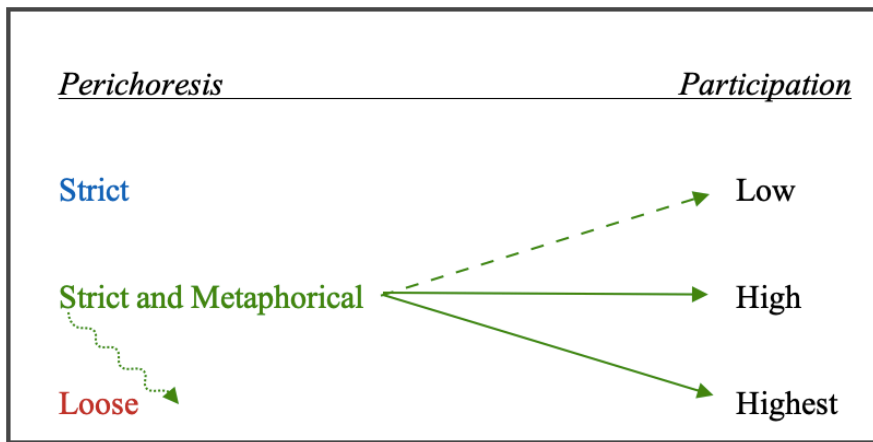 Perichoresis Participation
Strict Low
Strict and Metaphorical High
Loose Highest